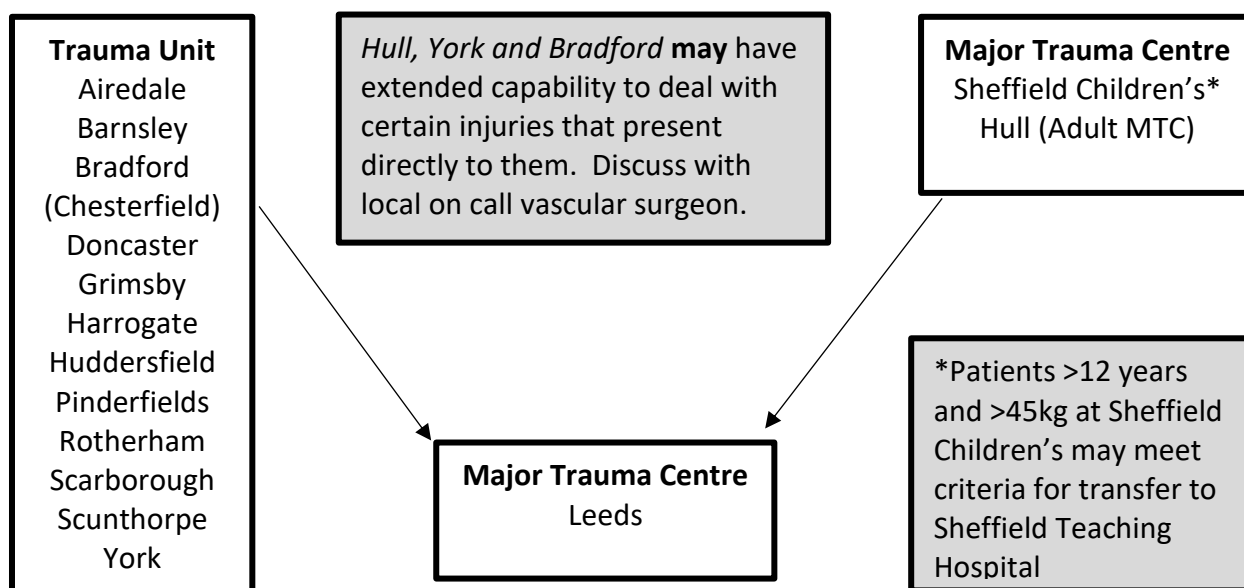 Trauma Unit
Airedale
Barnsley
Bradford
(Chesterfield)
Doncaster
Grimsby
Harrogate
Huddersfield
Pinderfields
Rotherham
Scarborough
Scunthorpe
York
Hull, York and Bradford may have
extended capability to deal with
certain injuries that present
directly to them.  Discuss with
local on call vascular surgeon.
Major Trauma Centre
Sheffield Children’s*
Hull (Adult MTC)
Major Trauma Centre
Leeds
*Patients >12 years
and >45kg at Sheffield
Children’s may meet
criteria for transfer to
Sheffield Teaching
Hospital